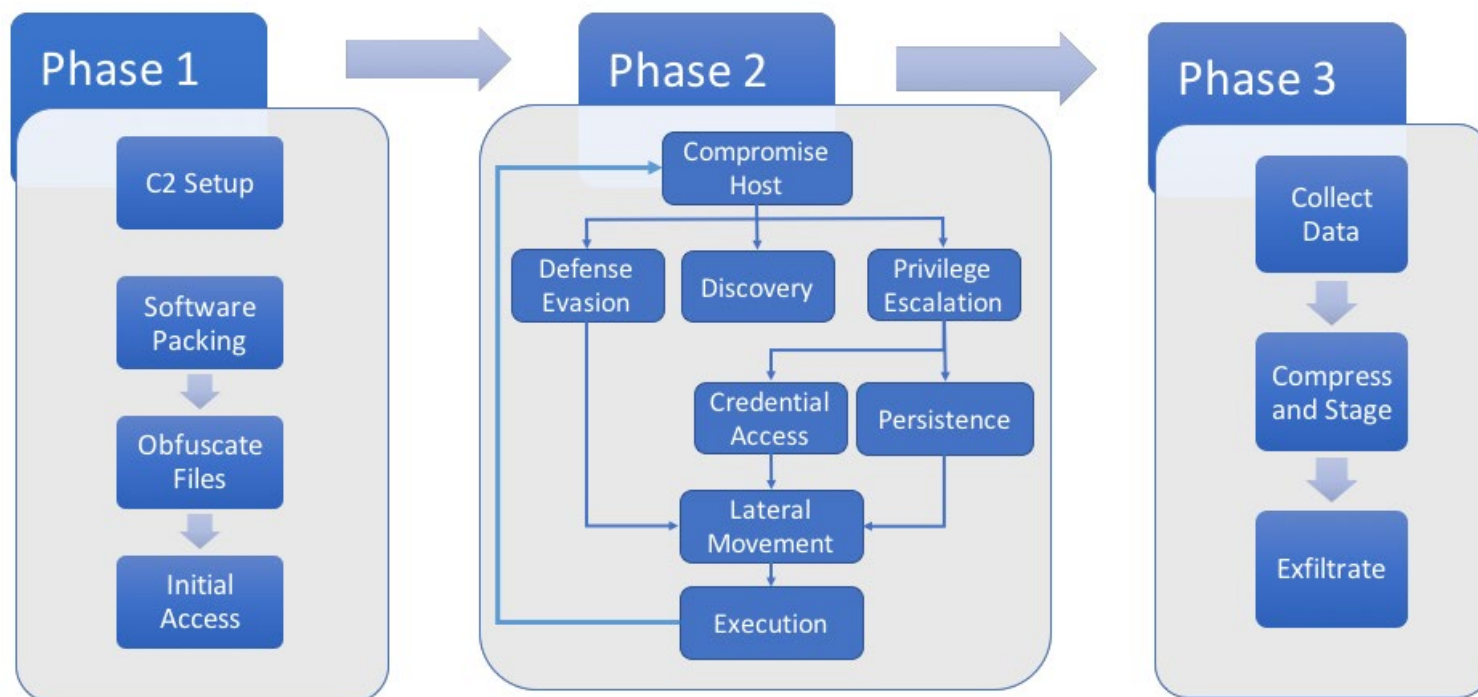 Phase 1
C2 Setup
Software
Packing
Obfuscate
Files
Initial
Access
Phase 2
Compromise
Host
Defense
Evasion
Discovery
Privilege
Escalation
Credential
Access
Persistence
Lateral
Movement
Execution
Phase 3
Collect
Data
Compress
and Stage
Exfiltrate